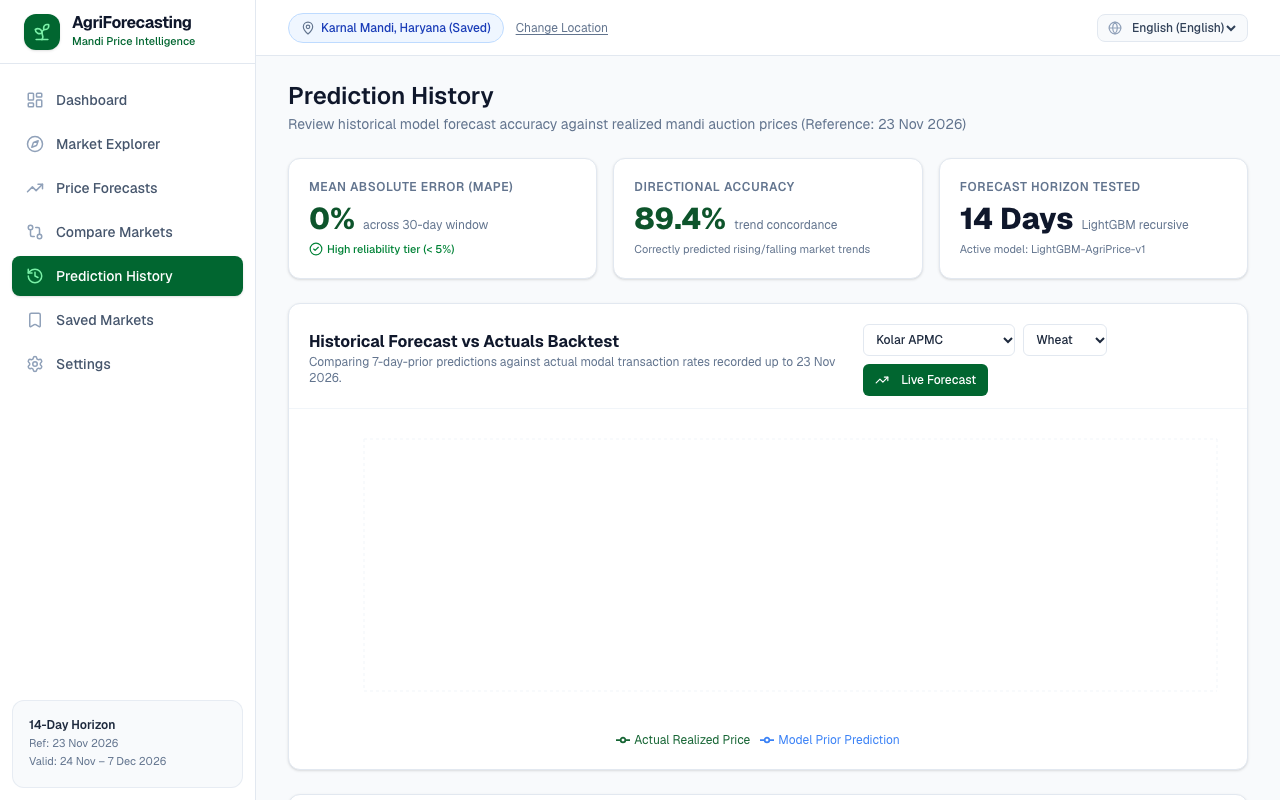 AgriForecasting
Mandi Price Intelligence
Dashboard
Market Explorer
Price Forecasts
Compare Markets
Prediction History
Saved Markets
Settings
14-Day Horizon
Ref: 23 Nov 2026
Valid: 24 Nov – 7 Dec 2026
Karnal Mandi, Haryana (Saved)
Change Location
English (English)
Prediction History
Review historical model forecast accuracy against realized mandi auction prices (Reference: 23 Nov 2026)
MEAN ABSOLUTE ERROR (MAPE)
0% across 30-day window
High reliability tier (< 5%)
DIRECTIONAL ACCURACY
89.4% trend concordance
Correctly predicted rising/falling market trends
FORECAST HORIZON TESTED
14 Days LightGBM recursive
Active model: LightGBM-AgriPrice-v1
Historical Forecast vs Actuals Backtest
Comparing 7-day-prior predictions against actual modal transaction rates recorded up to 23 Nov
2026.
Kolar APMC
Wheat
Live Forecast
Actual Realized Price
Model Prior Prediction